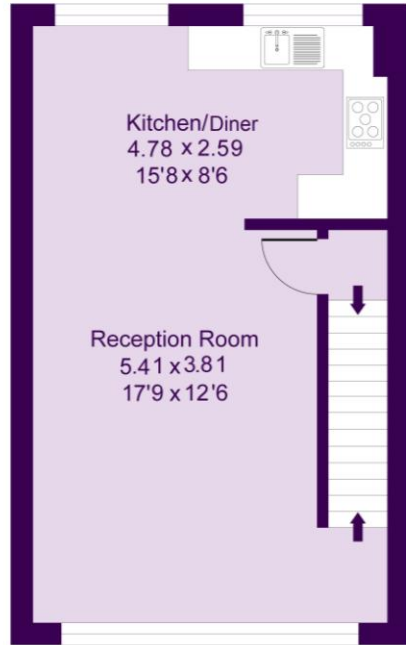 Kitchen/Diner
4.78 x 2.59
15'8 x 8'6
Reception Room
5.41 x 3.81
17'9 x 12'6